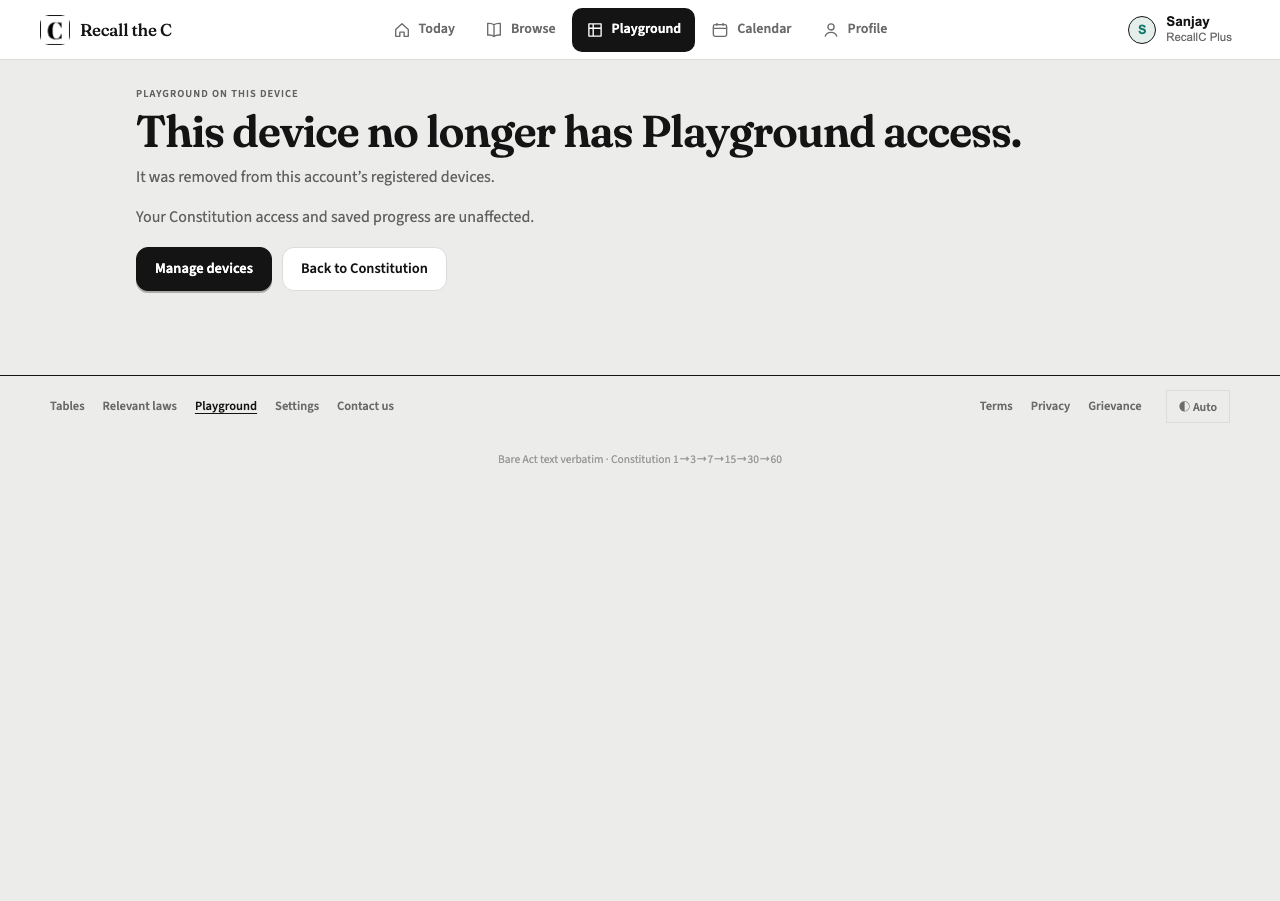 C Recall the C
Today Browse Playground Calendar Profile
S Sanjay
RecallC Plus
PLAYGROUND ON THIS DEVICE
This device no longer has Playground access.
It was removed from this account’s registered devices.
Your Constitution access and saved progress are unaffected.
Manage devices Back to Constitution
Tables Relevant laws Playground Settings Contact us Terms Privacy Grievance Auto
Bare Act text verbatim · Constitution 1→3→7→15→30→60